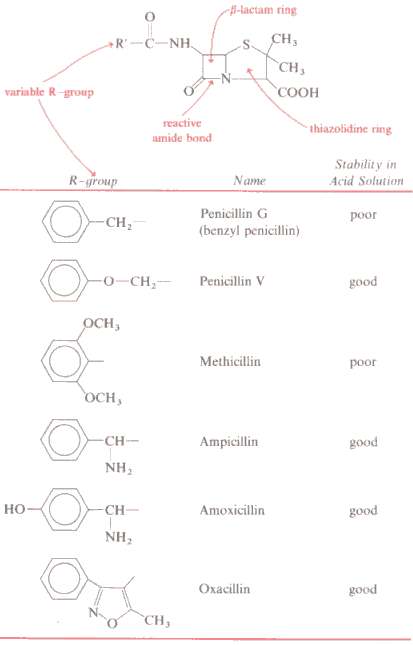 β-lactam ring
O
R′—C—NH
S
CH₃
CH₃
O
N
COOH
variable R-group
reactive
amide bond
thiazolidine ring
R-group
Name
Stability in
Acid Solution
CH₂—
Penicillin G
(benzyl penicillin)
poor
O—CH₂—
Penicillin V
good
OCH₃
OCH₃
Methicillin
poor
CH—
NH₂
Ampicillin
good
HO
CH—
NH₂
Amoxicillin
good
N
O
CH₃
Oxacillin
good